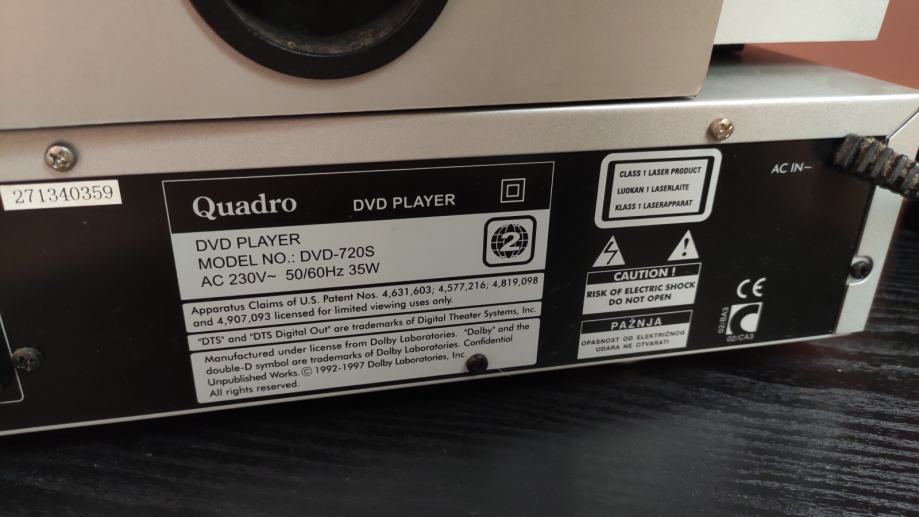 271340359
Quadro DVD PLAYER
DVD PLAYER
MODEL NO.: DVD-720S
AC 230V~ 50/60Hz 35W
2
Apparatus Claims of U.S. Patent Nos. 4,631,603; 4,577,216; 4,819,098
and 4,907,093 licensed for limited viewing uses only.
"DTS" and "DTS Digital Out" are trademarks of Digital Theater Systems, Inc.
Manufactured under license from Dolby Laboratories. "Dolby" and the
double-D symbol are trademarks of Dolby Laboratories. Confidential
Unpublished Works. © 1992-1997 Dolby Laboratories, Inc.
All rights reserved.
CLASS 1 LASER PRODUCT
LUOKAN 1 LASERLAITE
KLASS 1 LASERAPPARAT
CAUTION !
RISK OF ELECTRIC SHOCK
DO NOT OPEN
PAŽNJA
OPASNOST OD ELEKTRIČNOG
UDARA NE OTVARATI
AC IN~
CE
02/BA3
02/CA3